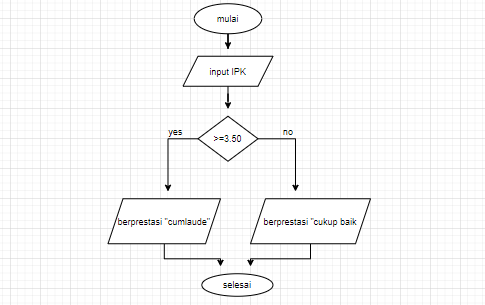 mulai
input IPK
>=3.50
yes
no
berprestasi "cumlaude"
berprestasi "cukup baik
selesai